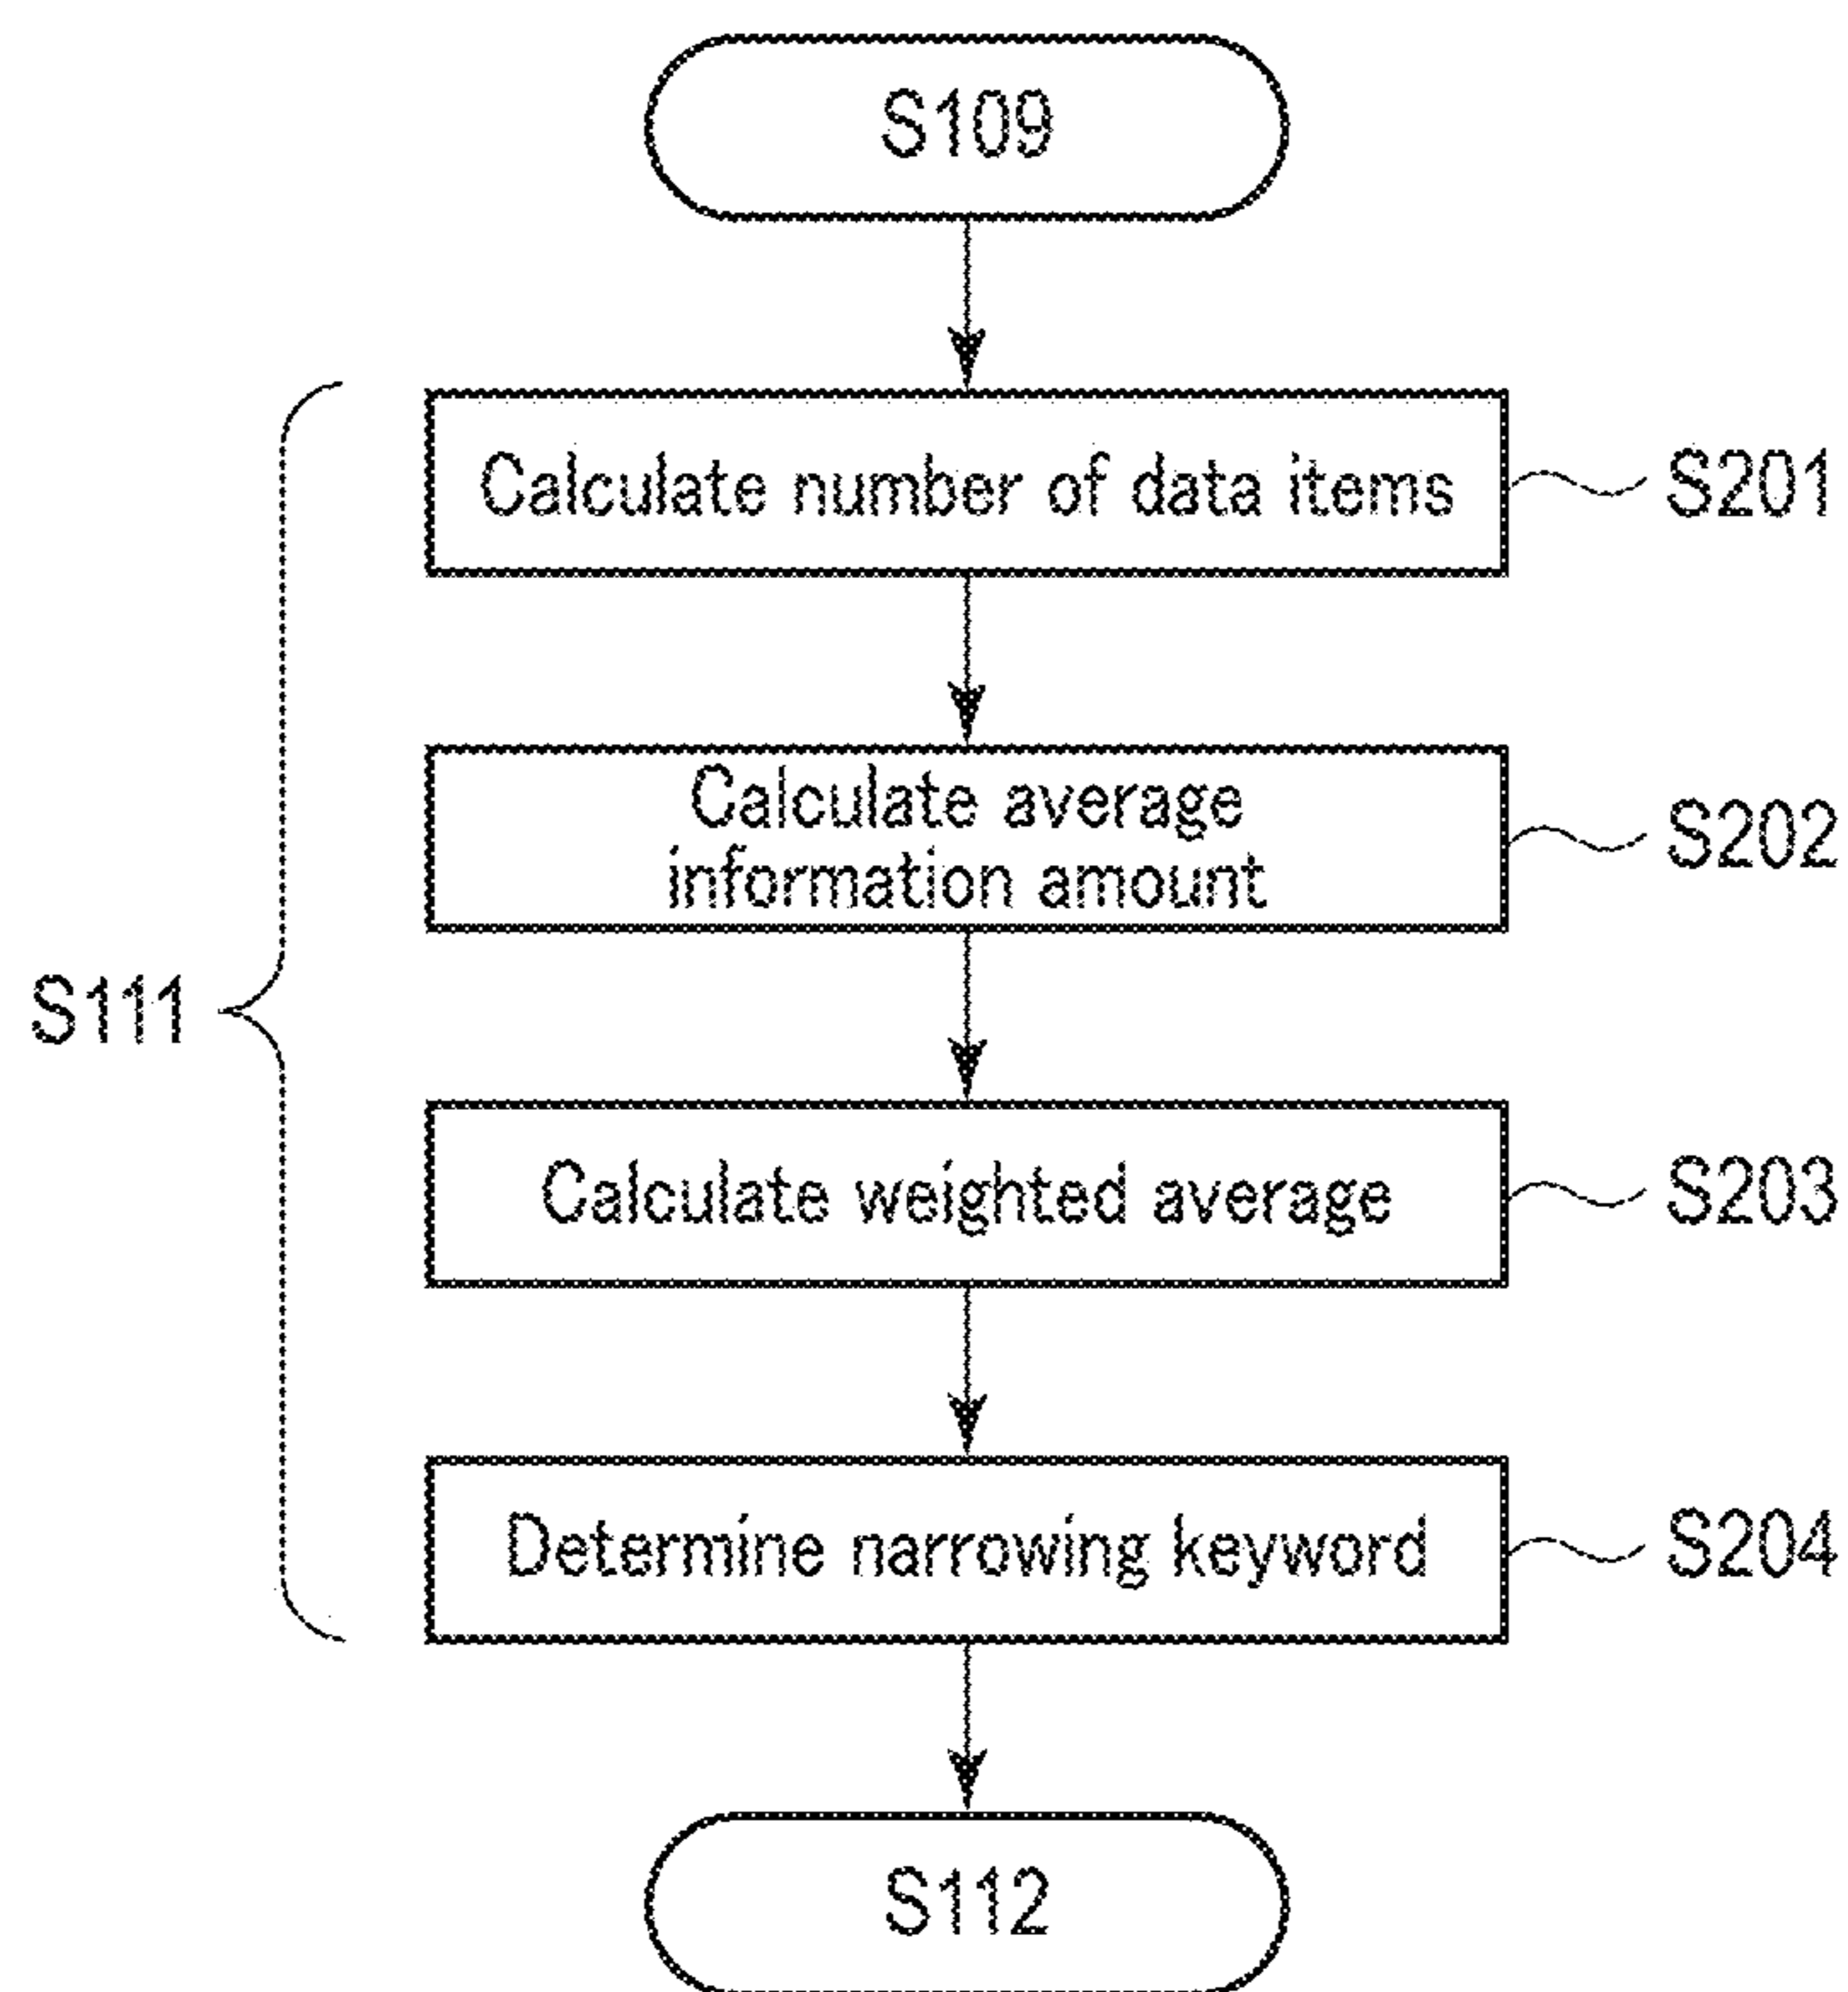 S109
Calculate number of data items
S201
Calculate average
information amount
S202
S111
Calculate weighted average
S203
Determine narrowing keyword
S204
S112